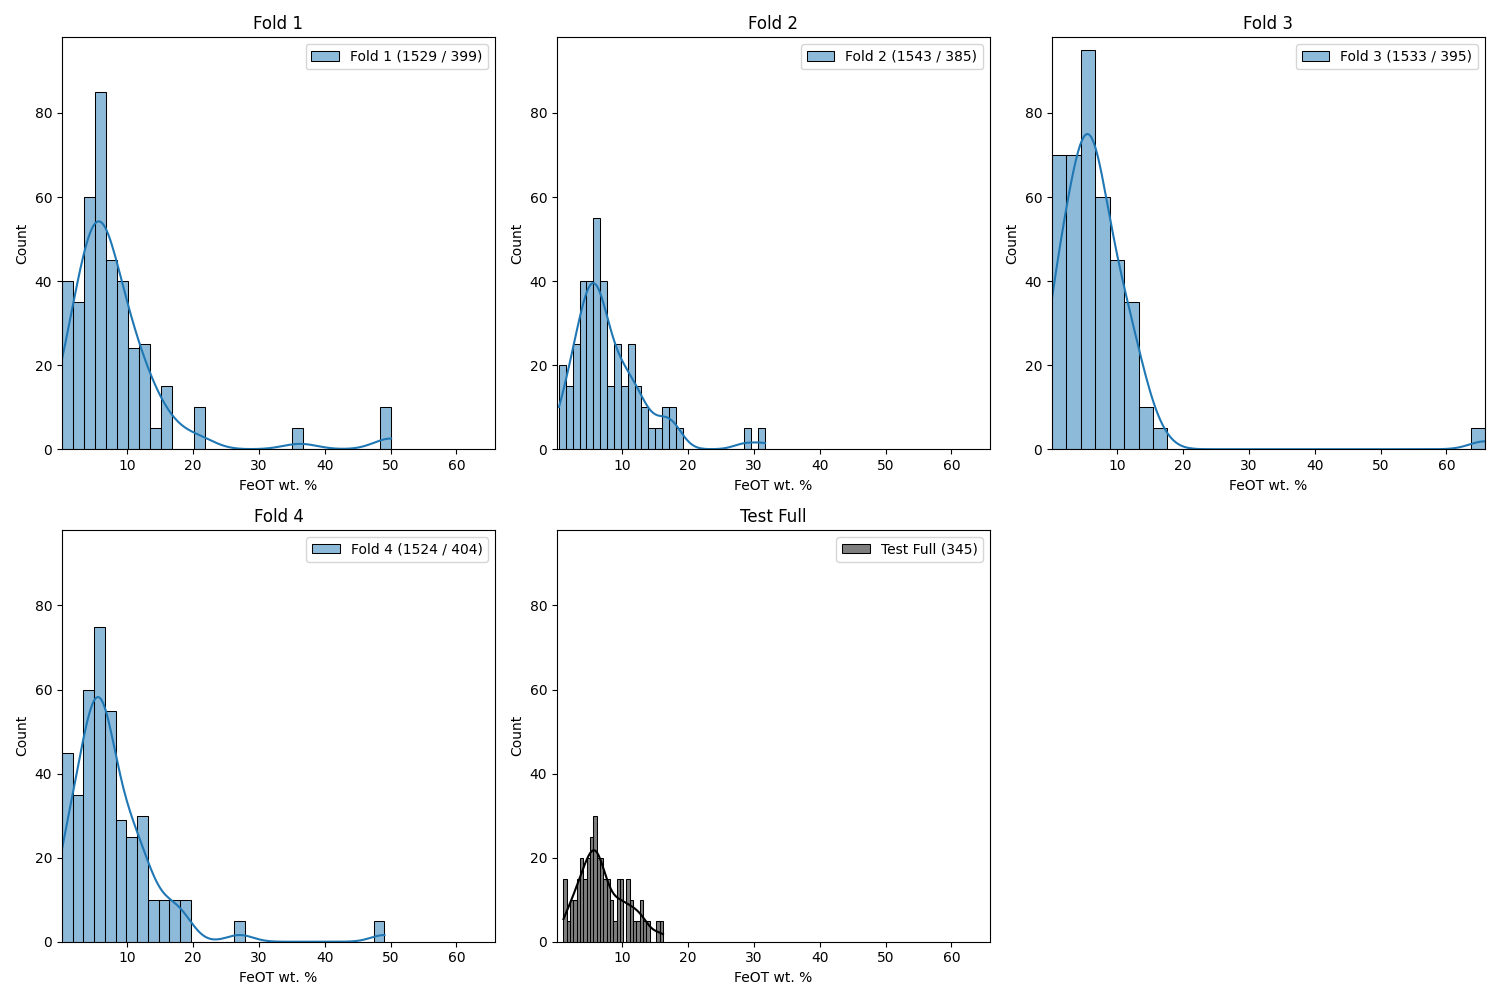 Fold 1
Fold 1 (1529 / 399)
Count
0
20
40
60
80
10 20 30 40 50 60
FeOT wt. %
Fold 2
Fold 2 (1543 / 385)
Count
0
20
40
60
80
10 20 30 40 50 60
FeOT wt. %
Fold 3
Fold 3 (1533 / 395)
Count
0
20
40
60
80
10 20 30 40 50 60
FeOT wt. %
Fold 4
Fold 4 (1524 / 404)
Count
0
20
40
60
80
10 20 30 40 50 60
FeOT wt. %
Test Full
Test Full (345)
Count
0
20
40
60
80
10 20 30 40 50 60
FeOT wt. %